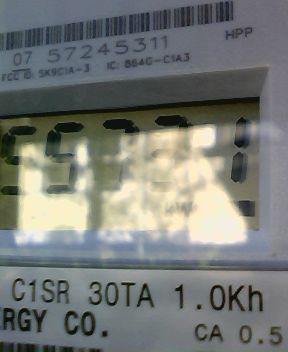 HPP
07 57245311
FCC ID: SK9C1A-3 IC: 864G-C1A3
C1SR 30TA 1.0Kh
RGY CO. CA 0.5